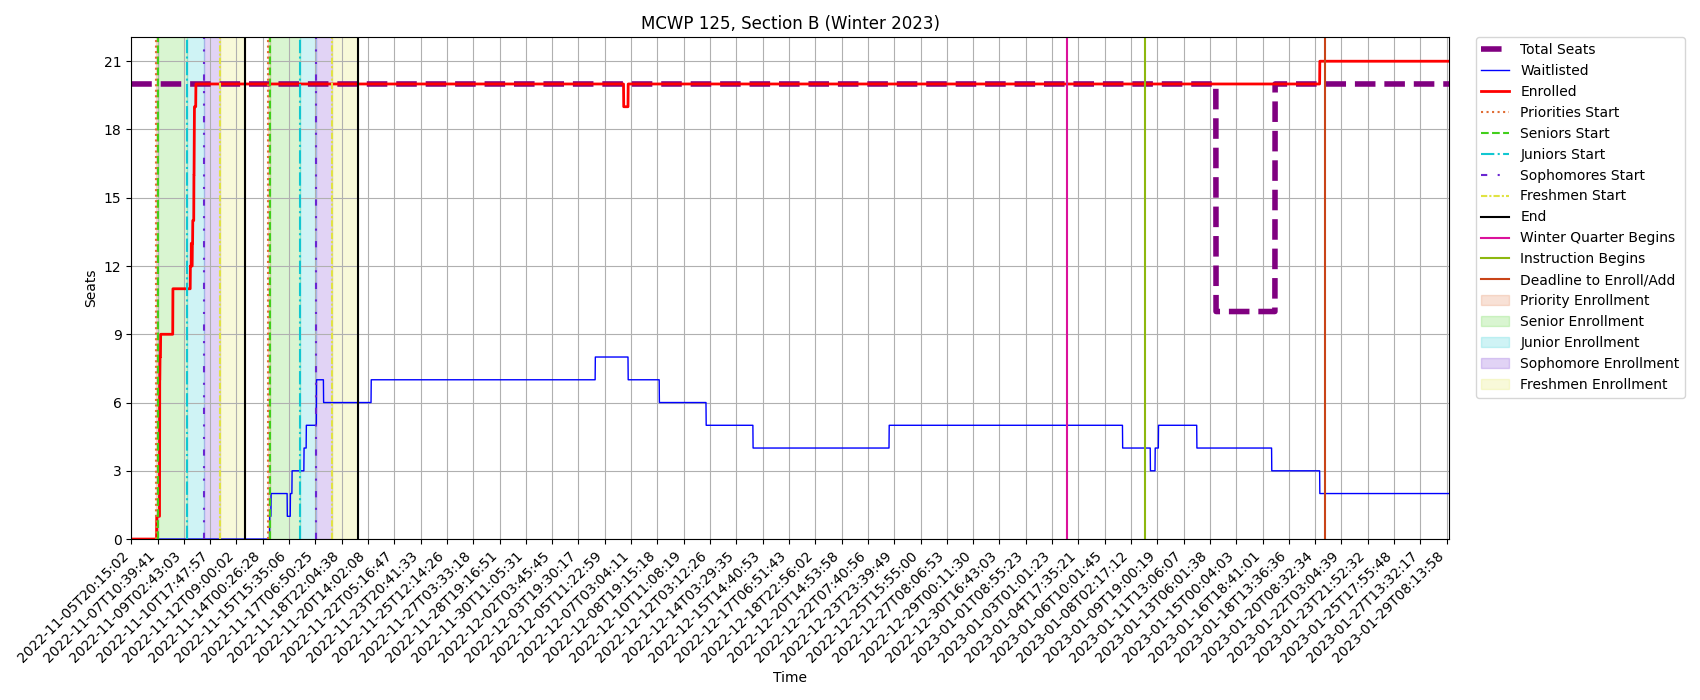 MCWP 125, Section B (Winter 2023)
Seats
21
18
15
12
9
6
3
0
2022-11-05T20:15:02
2022-11-07T10:39:41
2022-11-09T02:43:03
2022-11-10T17:47:57
2022-11-12T09:00:02
2022-11-14T00:26:28
2022-11-15T15:35:06
2022-11-17T06:50:25
2022-11-18T22:04:38
2022-11-20T14:02:08
2022-11-22T05:16:47
2022-11-23T20:41:33
2022-11-25T12:14:26
2022-11-27T03:33:18
2022-11-28T19:16:51
2022-11-30T11:05:31
2022-12-02T03:45:45
2022-12-03T19:30:17
2022-12-05T11:22:59
2022-12-07T03:04:11
2022-12-08T19:15:18
2022-12-10T11:08:19
2022-12-12T03:12:26
2022-12-14T03:29:35
2022-12-15T14:40:53
2022-12-17T06:51:43
2022-12-18T22:56:02
2022-12-20T14:53:58
2022-12-22T07:40:56
2022-12-23T23:39:49
2022-12-25T15:55:00
2022-12-27T08:06:53
2022-12-29T00:11:30
2022-12-30T16:43:03
2023-01-01T08:55:23
2023-01-03T01:01:23
2023-01-04T17:35:21
2023-01-06T10:01:45
2023-01-08T02:17:12
2023-01-09T19:00:19
2023-01-11T13:06:07
2023-01-13T06:01:38
2023-01-15T00:04:03
2023-01-16T18:41:01
2023-01-18T13:36:36
2023-01-20T08:32:34
2023-01-22T03:04:39
2023-01-23T21:52:32
2023-01-25T17:55:48
2023-01-27T13:32:17
2023-01-29T08:13:58
Time
Total Seats
Waitlisted
Enrolled
Priorities Start
Seniors Start
Juniors Start
Sophomores Start
Freshmen Start
End
Winter Quarter Begins
Instruction Begins
Deadline to Enroll/Add
Priority Enrollment
Senior Enrollment
Junior Enrollment
Sophomore Enrollment
Freshmen Enrollment